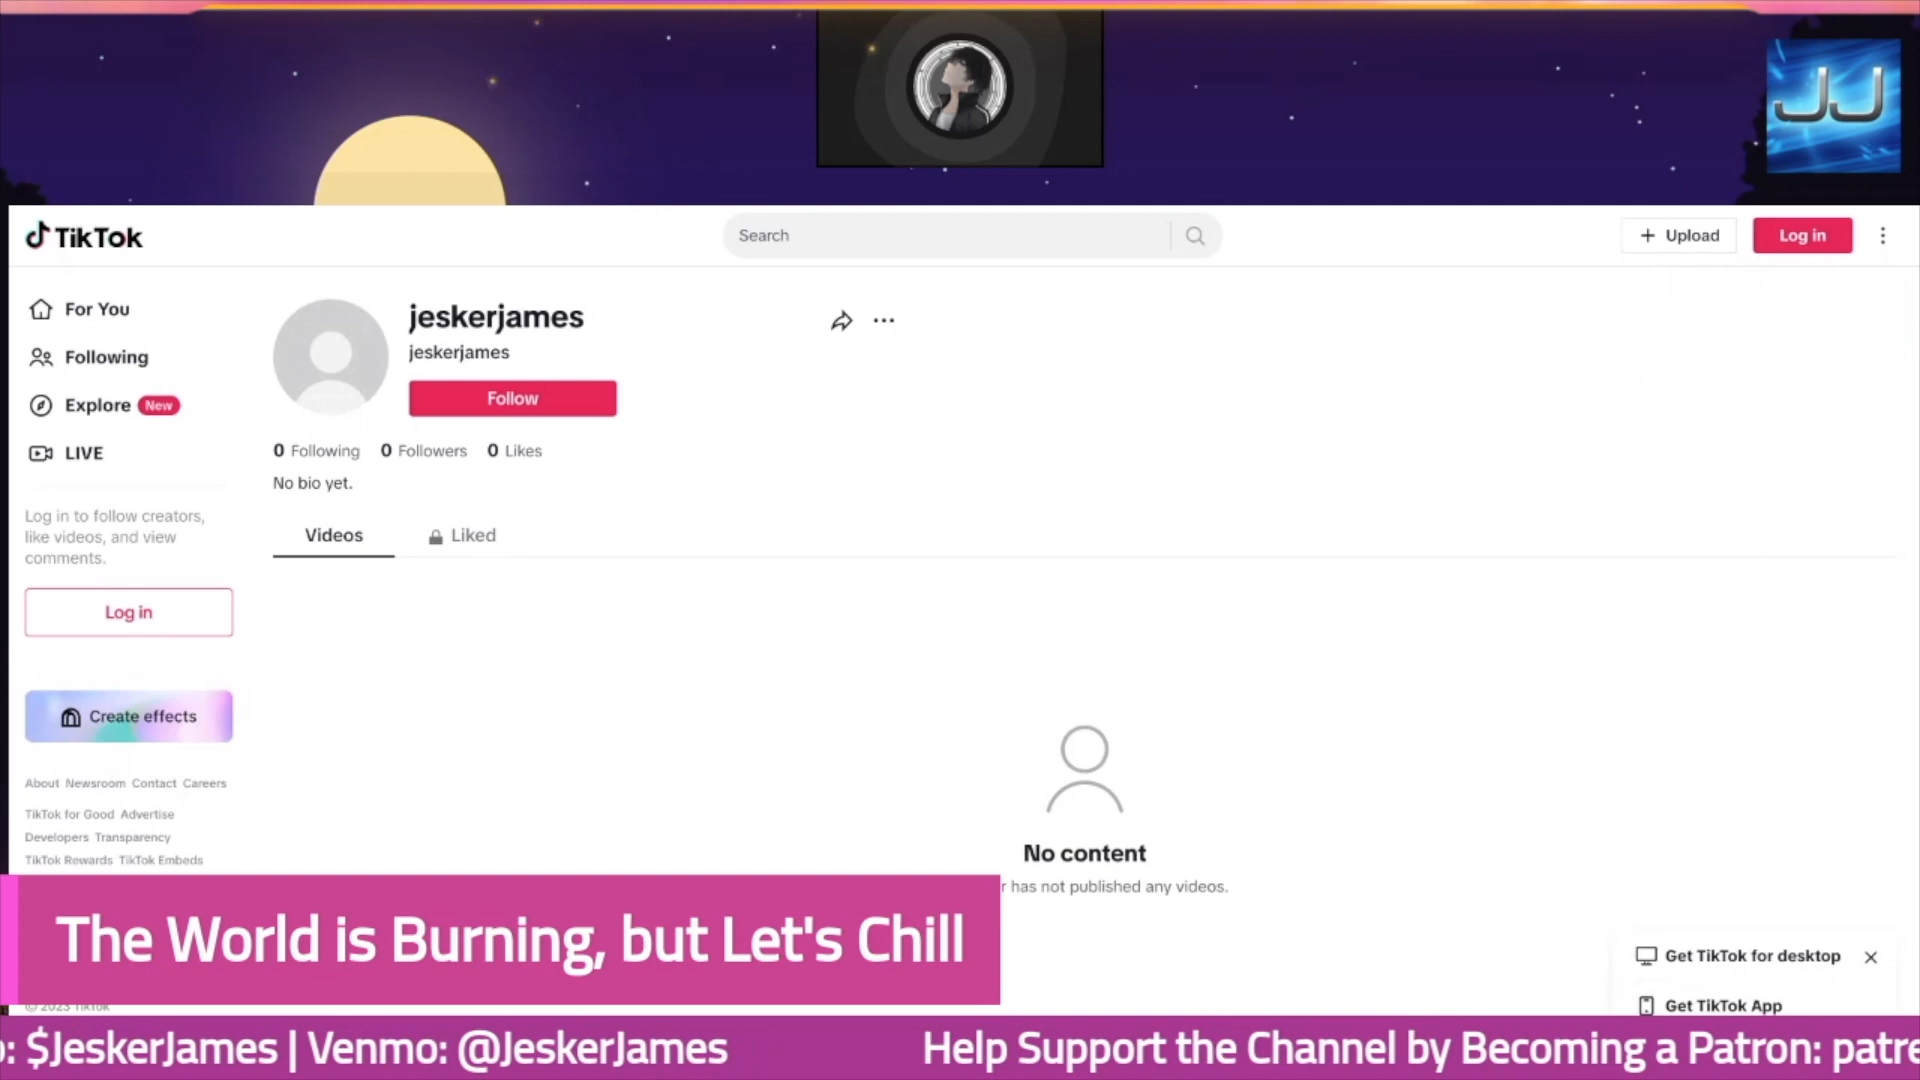 JJ
TikTok
Search
Upload
Log in
For You
Following
Explore New
LIVE
Log in to follow creators,
like videos, and view
comments.
Log in
Create effects
About Newsroom Contact Careers
TikTok for Good Advertise
Developers Transparency
TikTok Rewards TikTok Embeds
© 2023 TikTok
jeskerjames
jeskerjames
Follow
0 Following 0 Followers 0 Likes
No bio yet.
Videos Liked
No content
has not published any videos.
Get TikTok for desktop
Get TikTok App
The World is Burning, but Let's Chill
: $JeskerJames | Venmo: @JeskerJames Help Support the Channel by Becoming a Patron: patre